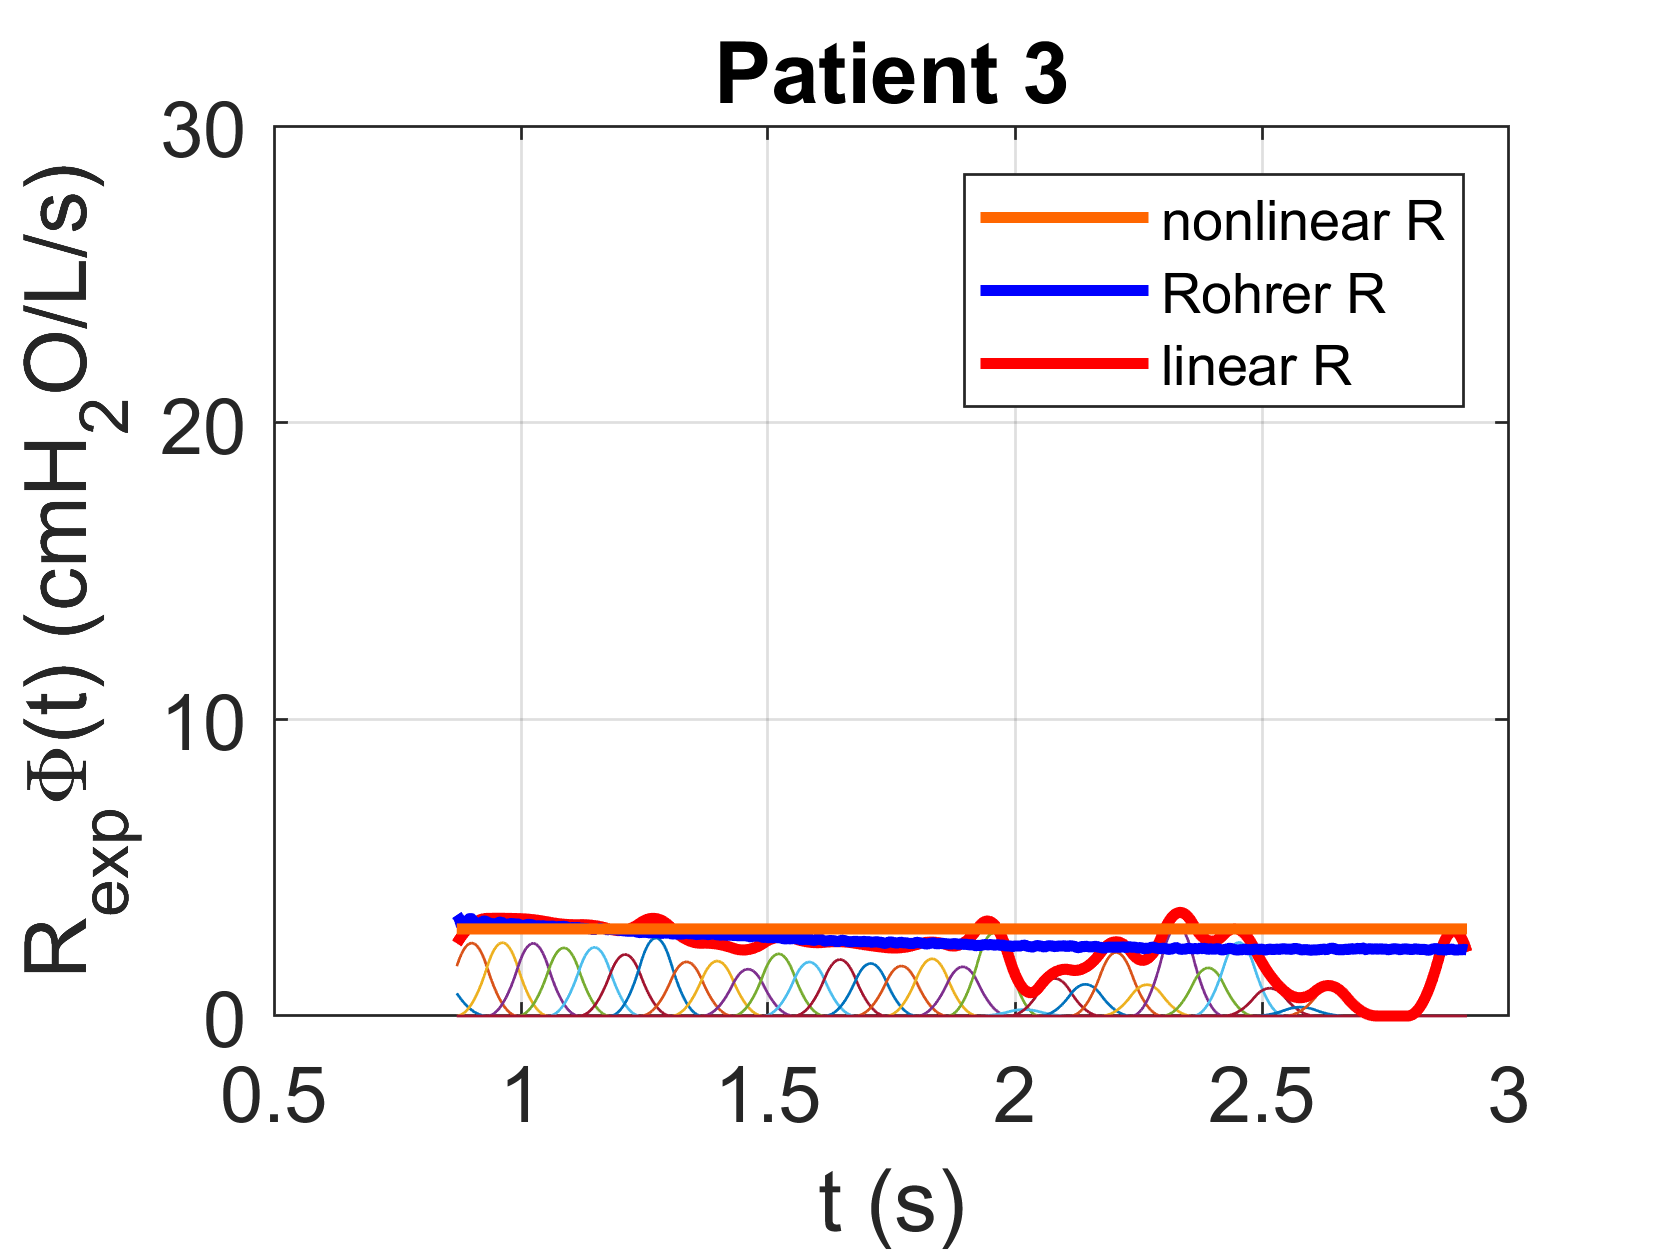 Patient 3
R_expΦ(t) (cmH_2O/L/s)
30
20
10
0
nonlinear R
Rohrer R
linear R
0.5 1 1.5 2 2.5 3
t (s)